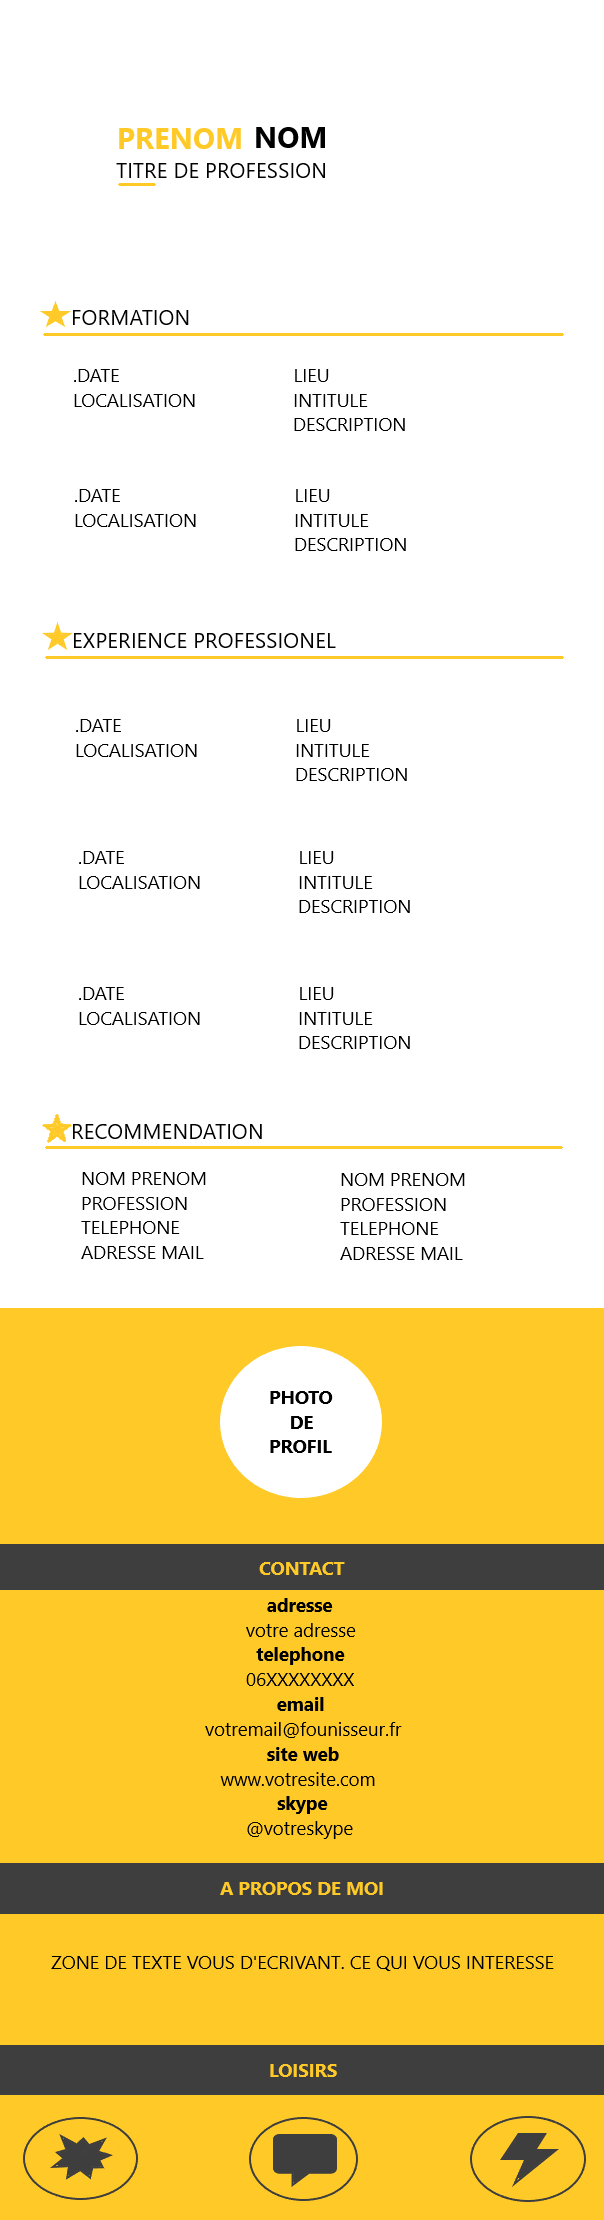 PRENOM NOM
TITRE DE PROFESSION
FORMATION
.DATE LIEU
LOCALISATION INTITULE
DESCRIPTION
.DATE LIEU
LOCALISATION INTITULE
DESCRIPTION
EXPERIENCE PROFESSIONEL
.DATE LIEU
LOCALISATION INTITULE
DESCRIPTION
.DATE LIEU
LOCALISATION INTITULE
DESCRIPTION
.DATE LIEU
LOCALISATION INTITULE
DESCRIPTION
RECOMMENDATION
NOM PRENOM NOM PRENOM
PROFESSION PROFESSION
TELEPHONE TELEPHONE
ADRESSE MAIL ADRESSE MAIL
PHOTO
DE
PROFIL
CONTACT
adresse
votre adresse
telephone
06XXXXXXXX
email
votremail@founisseur.fr
site web
www.votresite.com
skype
@votreskype
A PROPOS DE MOI
ZONE DE TEXTE VOUS D'ECRIVANT. CE QUI VOUS INTERESSE
LOISIRS